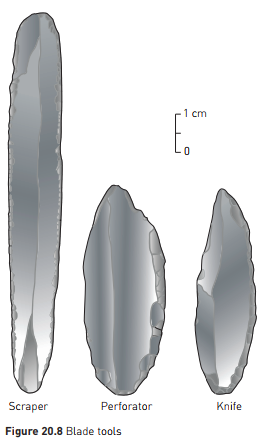 1 cm
0
Scraper
Perforator
Knife
Figure 20.8 Blade tools